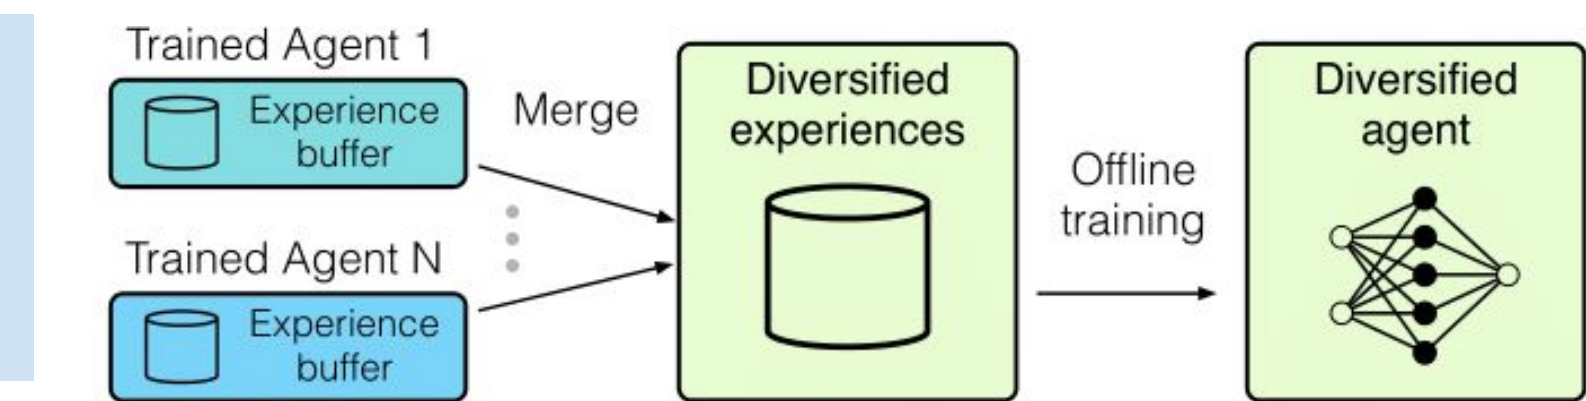 Trained Agent 1
Experience
buffer
Merge
Trained Agent N
Experience
buffer
Diversified
experiences
Offline
training
Diversified
agent